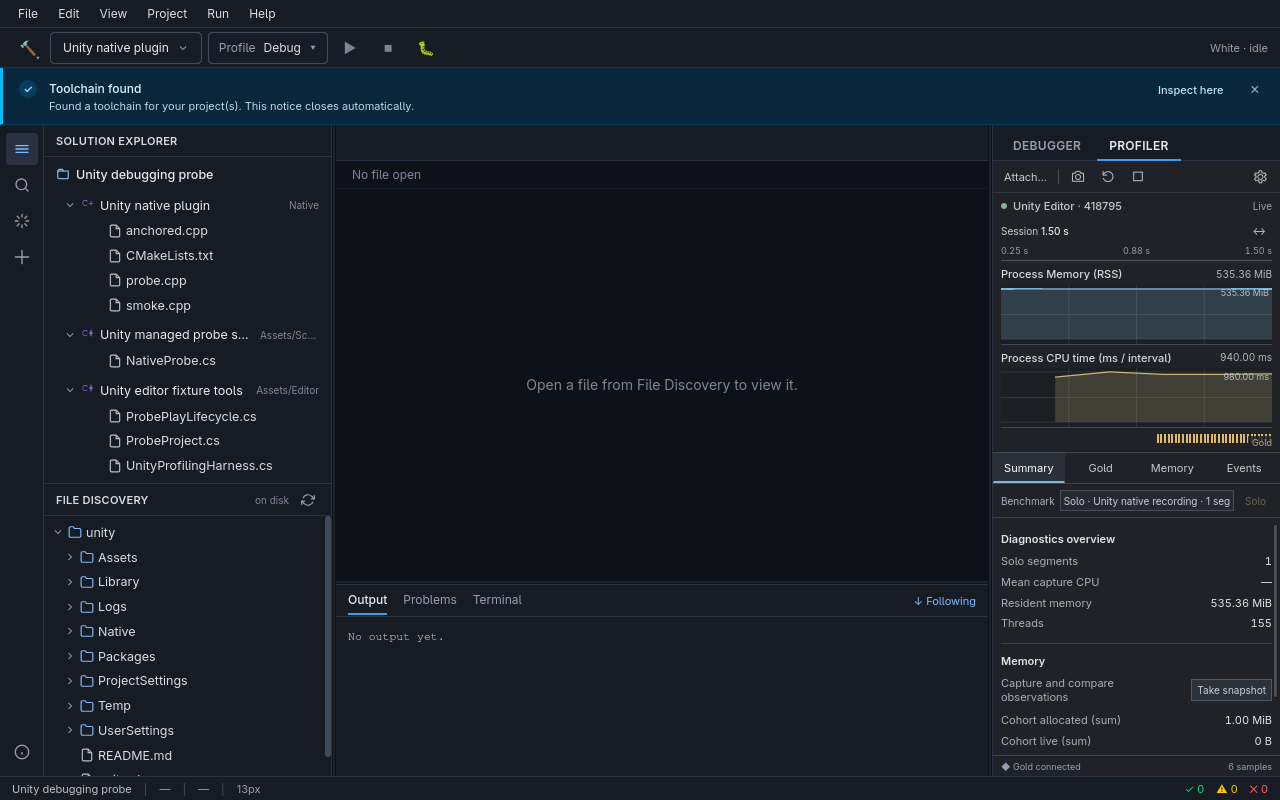 File Edit View Project Run Help
Unity native plugin
Profile Debug
White · idle
Toolchain found
Found a toolchain for your project(s). This notice closes automatically.
Inspect here
SOLUTION EXPLORER
Unity debugging probe
Unity native plugin Native
anchored.cpp
CMakeLists.txt
probe.cpp
smoke.cpp
Unity managed probe s... Assets/Sc...
NativeProbe.cs
Unity editor fixture tools Assets/Editor
ProbePlayLifecycle.cs
ProbeProject.cs
UnityProfilingHarness.cs
FILE DISCOVERY on disk
unity
Assets
Library
Logs
Native
Packages
ProjectSettings
Temp
UserSettings
README.md
No file open
Open a file from File Discovery to view it.
Output Problems Terminal
↓ Following
No output yet.
DEBUGGER PROFILER
Attach...
Unity Editor · 418795 Live
Session 1.50 s
0.25 s 0.88 s 1.50 s
Process Memory (RSS) 535.36 MiB
535.36 MiB
Process CPU time (ms / interval) 940.00 ms
980.00 ms
Gold
Summary Gold Memory Events
Benchmark Solo · Unity native recording · 1 seg Solo
Diagnostics overview
Solo segments 1
Mean capture CPU —
Resident memory 535.36 MiB
Threads 155
Memory
Capture and compare
observations
Take snapshot
Cohort allocated (sum) 1.00 MiB
Cohort live (sum) 0 B
Gold connected 6 samples
Unity debugging probe — — 13px
0 0 0